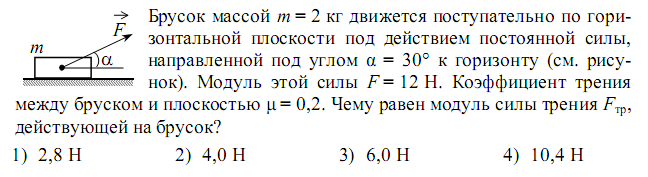 F
m
α
Брусок массой m = 2 кг движется поступательно по гори-
зонтальной плоскости под действием постоянной силы,
направленной под углом α = 30° к горизонту (см. рису-
нок). Модуль этой силы F = 12 Н. Коэффициент трения
между бруском и плоскостью μ = 0,2. Чему равен модуль силы трения Fтр,
действующей на брусок?
1) 2,8 Н 2) 4,0 Н 3) 6,0 Н 4) 10,4 Н